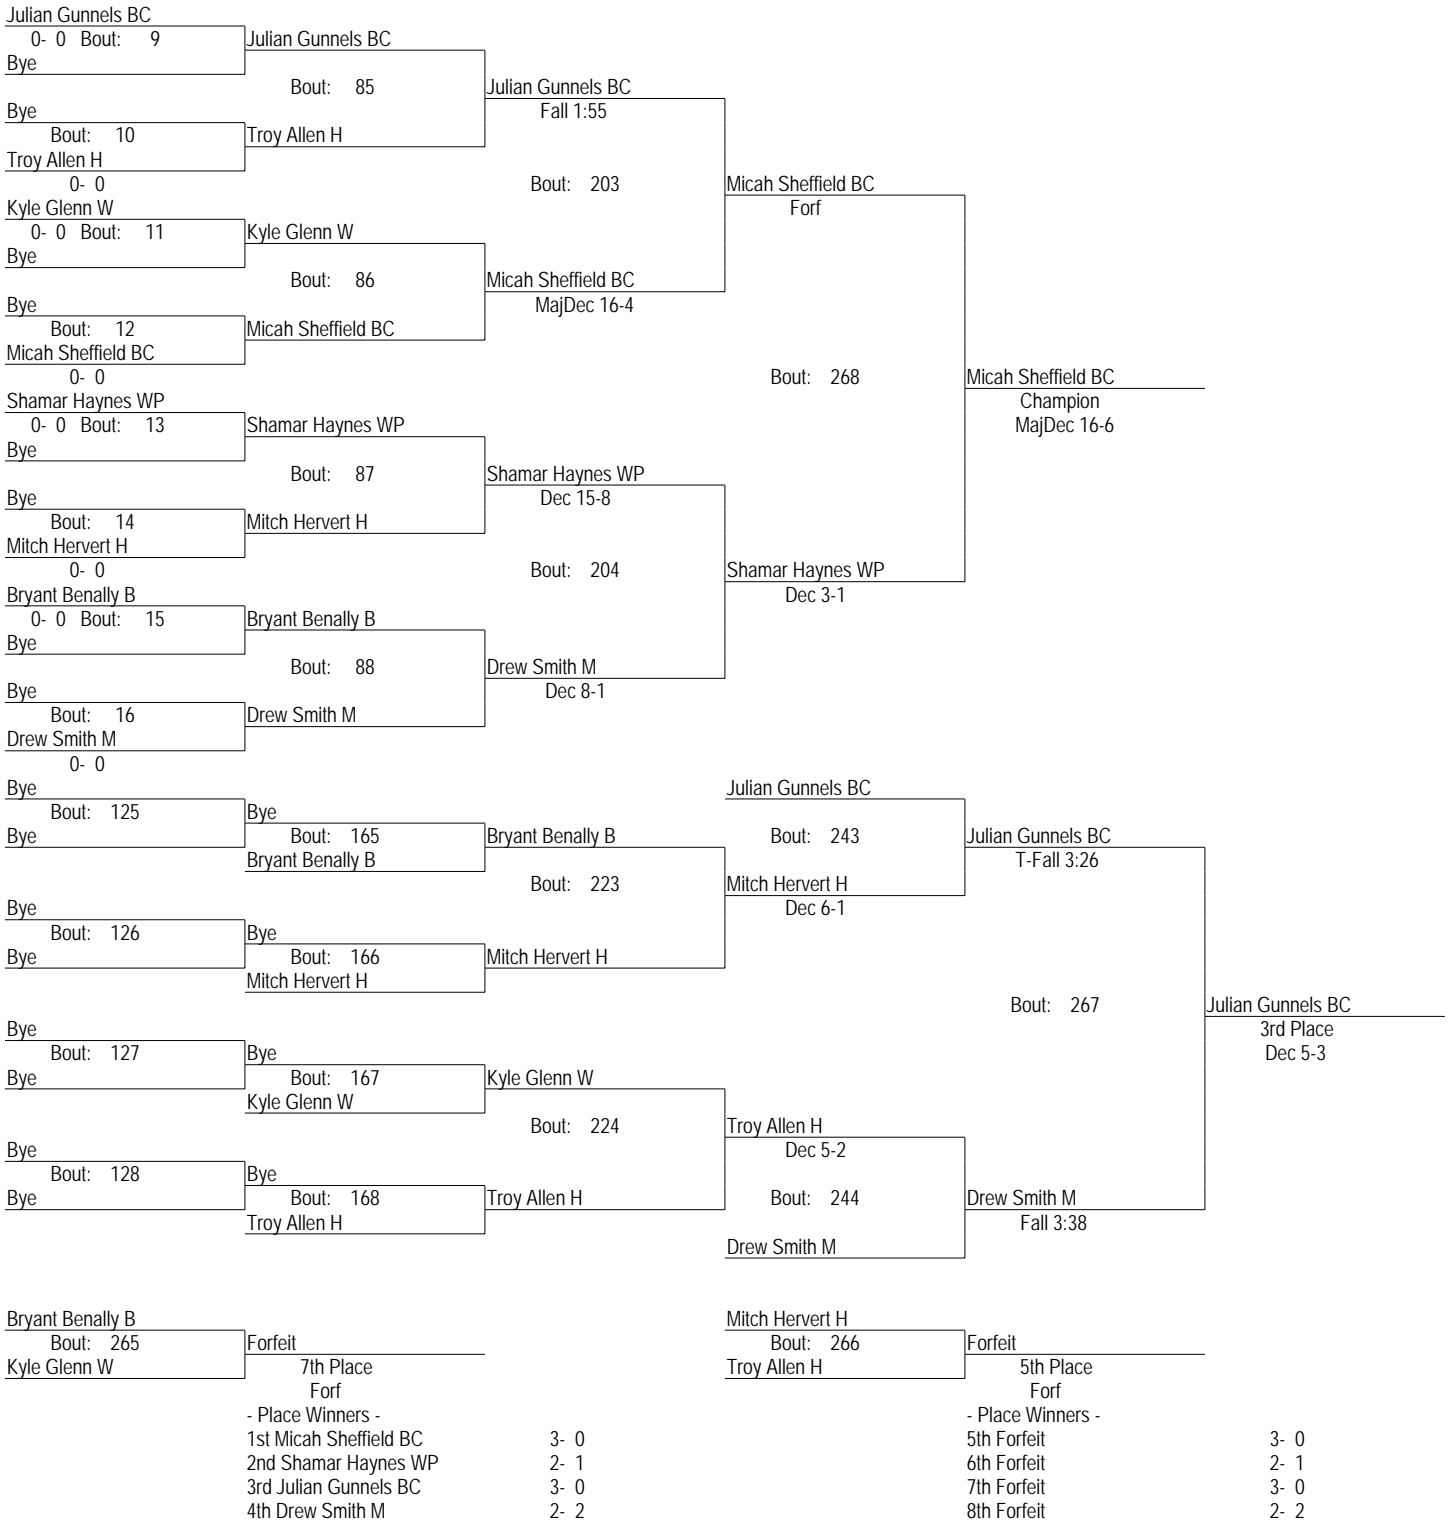 Julian Gunnels BC
0- 0 Bout: 9 Julian Gunnels BC
Bye
Bout: 85 Julian Gunnels BC
Bye Fall 1:55
Bout: 10 Troy Allen H
Troy Allen H
0- 0 Bout: 203 Micah Sheffield BC
Kyle Glenn W Forf
0- 0 Bout: 11 Kyle Glenn W
Bye
Bout: 86 Micah Sheffield BC
Bye MajDec 16-4
Bout: 12 Micah Sheffield BC
Micah Sheffield BC
0- 0 Bout: 268 Micah Sheffield BC
Shamar Haynes WP Champion
0- 0 Bout: 13 Shamar Haynes WP MajDec 16-6
Bye
Bout: 87 Shamar Haynes WP
Bye Dec 15-8
Bout: 14 Mitch Hervert H
Mitch Hervert H
0- 0 Bout: 204 Shamar Haynes WP
Bryant Benally B Dec 3-1
0- 0 Bout: 15 Bryant Benally B
Bye
Bout: 88 Drew Smith M
Bye Dec 8-1
Bout: 16 Drew Smith M
Drew Smith M
0- 0
Bye Julian Gunnels BC
Bout: 125 Bye
Bye Bout: 165 Bryant Benally B Bout: 243 Julian Gunnels BC
Bryant Benally B T-Fall 3:26
Bout: 223 Mitch Hervert H
Bye Dec 6-1
Bout: 126 Bye
Bye Bout: 166 Mitch Hervert H
Mitch Hervert H
Bout: 267 Julian Gunnels BC
Bye 3rd Place
Bout: 127 Bye Dec 5-3
Bye Bout: 167 Kyle Glenn W
Kyle Glenn W
Bout: 224 Troy Allen H
Bye Dec 5-2
Bout: 128 Bye
Bye Bout: 168 Troy Allen H Bout: 244 Drew Smith M
Troy Allen H Fall 3:38
Drew Smith M
Bryant Benally B Mitch Hervert H
Bout: 265 Forfeit Bout: 266 Forfeit
Kyle Glenn W 7th Place Troy Allen H 5th Place
Forf Forf
- Place Winners - - Place Winners -
1st Micah Sheffield BC 3- 0 5th Forfeit 3- 0
2nd Shamar Haynes WP 2- 1 6th Forfeit 2- 1
3rd Julian Gunnels BC 3- 0 7th Forfeit 3- 0
4th Drew Smith M 2- 2 8th Forfeit 2- 2